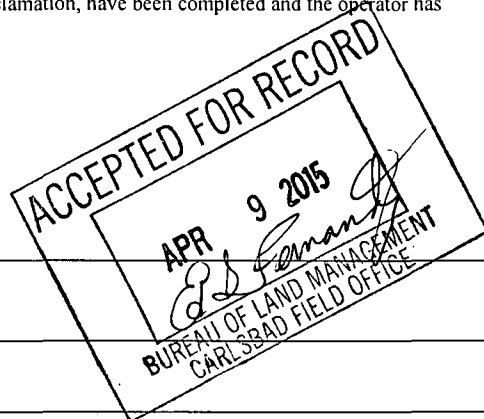 clamation, have been completed and the operator has
ACCEPTED FOR RECORD
APR 9 2015
BUREAU OF LAND MANAGEMENT
CARLSBAD FIELD OFFICE